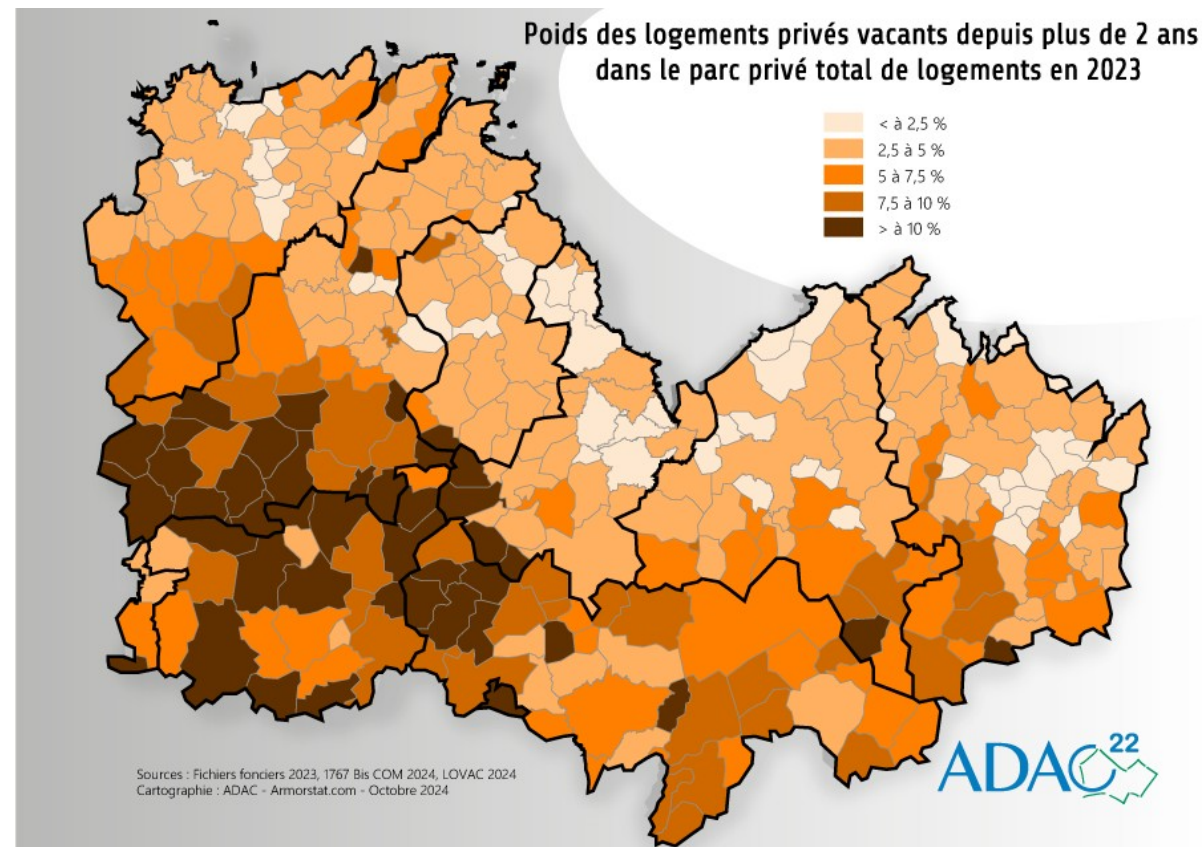 Poids des logements privés vacants depuis plus de 2 ans
dans le parc privé total de logements en 2023
< à 2,5 %
2,5 à 5 %
5 à 7,5 %
7,5 à 10 %
> à 10 %
Sources : Fichiers fonciers 2023, 1767 Bis COM 2024, LOVAC 2024
Cartographie : ADAC - Armorstat.com - Octobre 2024
ADAC 22